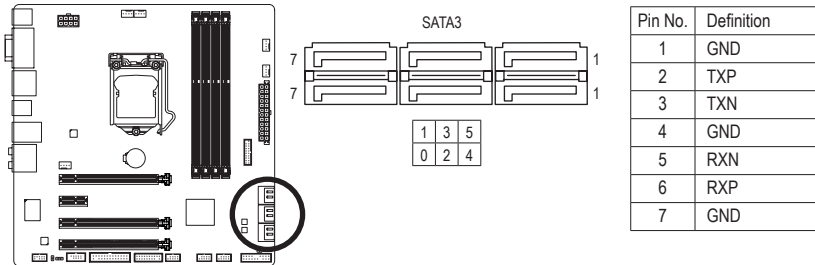 SATA3
7 1
7 1
1 3 5
0 2 4
Pin No. Definition
1 GND
2 TXP
3 TXN
4 GND
5 RXN
6 RXP
7 GND